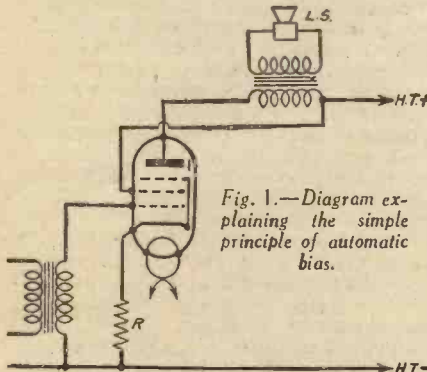 L.S.
H.T.+
Fig. 1.—Diagram ex-
plaining the simple
principle of automatic
bias.
R
H.T-